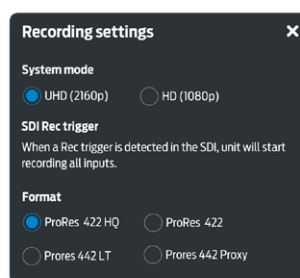 Recording settings ×
System mode
UHD (2160p) HD (1080p)
SDI Rec trigger
When a Rec trigger is detected in the SDI, unit will start
recording all inputs.
Format
ProRes 422 HQ ProRes 422
Prores 442 LT Prores 442 Proxy